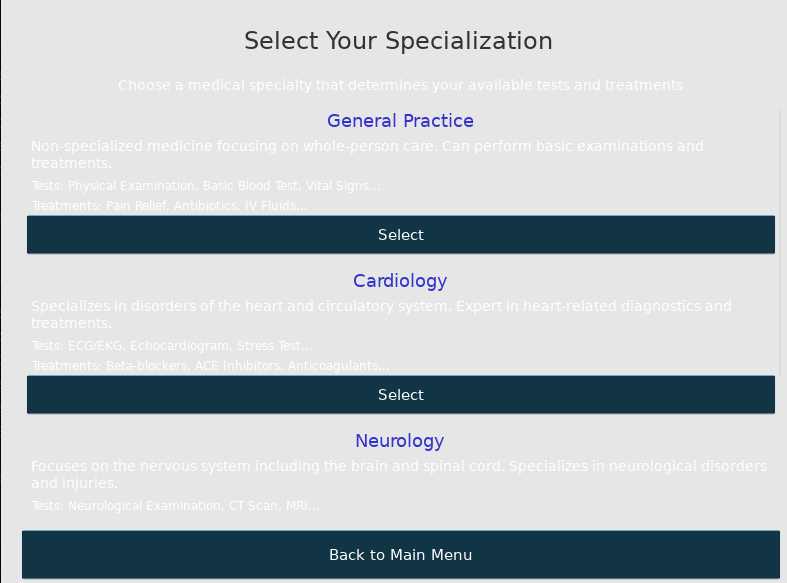 Select Your Specialization
Choose a medical specialty that determines your available tests and treatments
General Practice
Non-specialized medicine focusing on whole-person care. Can perform basic examinations and
treatments.
Tests: Physical Examination, Basic Blood Test, Vital Signs...
Treatments: Pain Relief, Antibiotics, IV Fluids...
Select
Cardiology
Specializes in disorders of the heart and circulatory system. Expert in heart-related diagnostics and
treatments.
Tests: ECG/EKG, Echocardiogram, Stress Test...
Treatments: Beta-blockers, ACE Inhibitors, Anticoagulants...
Select
Neurology
Focuses on the nervous system including the brain and spinal cord. Specializes in neurological disorders
and injuries.
Tests: Neurological Examination, CT Scan, MRI...
Back to Main Menu